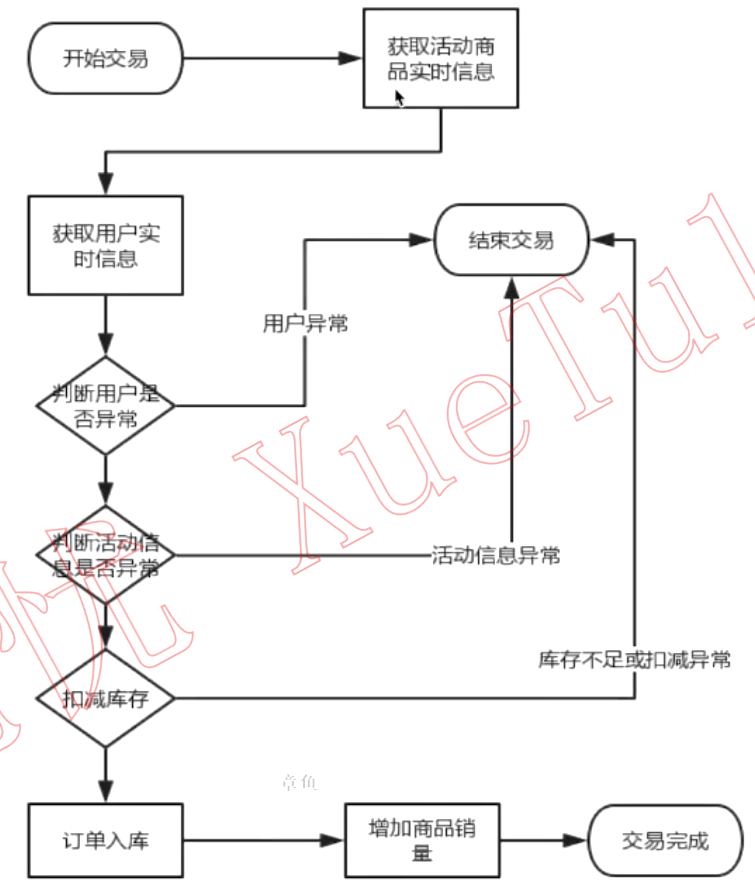 开始交易
获取活动商
品实时信息
获取用户实
时信息
结束交易
用户异常
判断用户是
否异常
判断活动信
息是否异常
活动信息异常
扣减库存
库存不足或扣减异常
章鱼
订单入库
增加商品销
量
交易完成
忧 XueTu